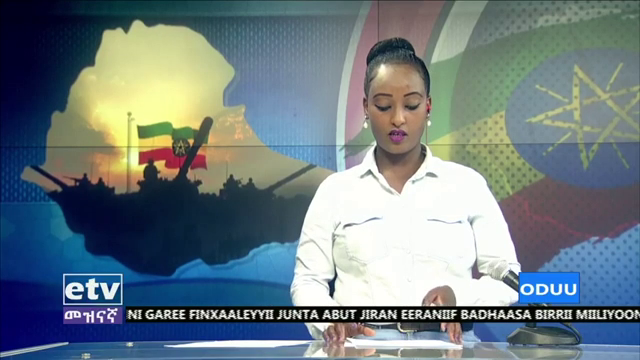 ODUU
etv
መዝናኛ
NI GAREE FINXAALEYYII JUNTA ABUT JIRAN EERANIIF BADHAASA BIRRII MIILIYOON